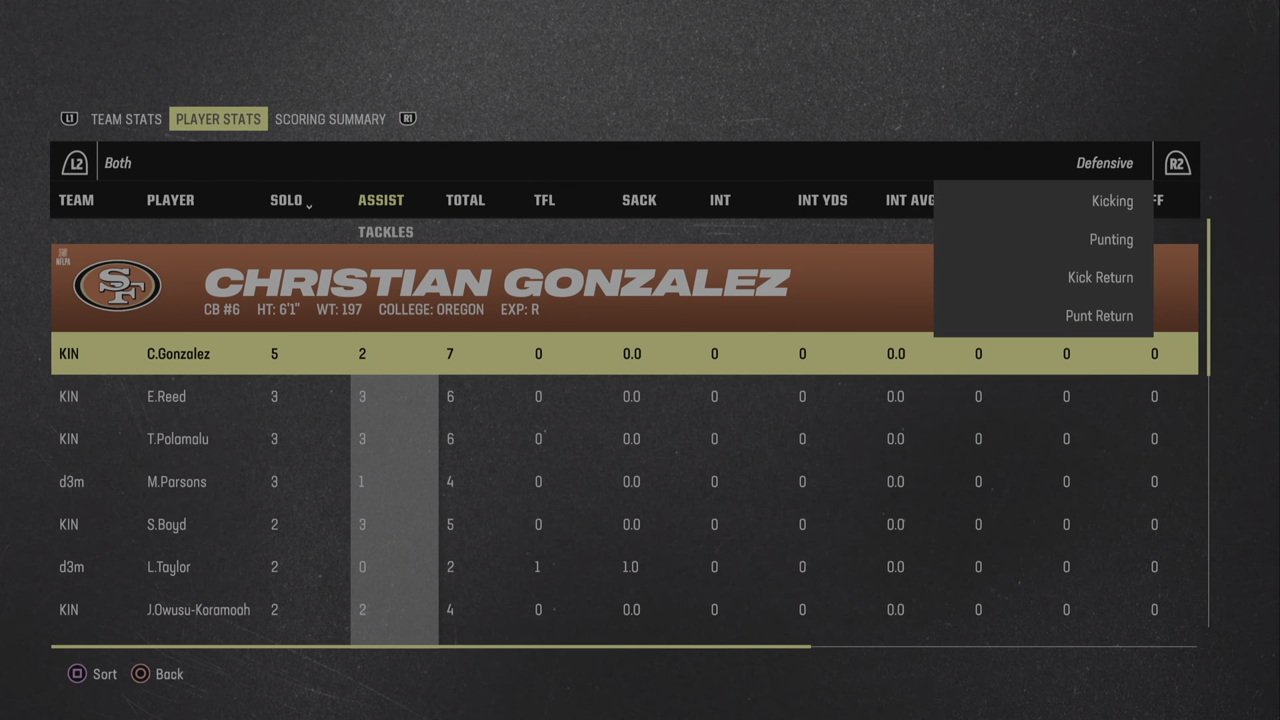 L1 TEAM STATS PLAYER STATS SCORING SUMMARY R1
L2 Both Defensive R2
TEAM PLAYER SOLO ASSIST TOTAL TFL SACK INT INT YDS INT AVG FF
Kicking
TACKLES
Punting
NFLPA
SF CHRISTIAN GONZALEZ
Kick Return
CB #6 HT: 6'1" WT: 197 COLLEGE: OREGON EXP: R
Punt Return
KIN C.Gonzalez 5 2 7 0 0.0 0 0 0.0 0 0 0
KIN E.Reed 3 3 6 0 0.0 0 0 0.0 0 0 0
KIN T.Polamalu 3 3 6 0 0.0 0 0 0.0 0 0 0
d3m M.Parsons 3 1 4 0 0.0 0 0 0.0 0 0 0
KIN S.Boyd 2 3 5 0 0.0 0 0 0.0 0 0 0
d3m L.Taylor 2 0 2 1 1.0 0 0 0.0 0 0 0
KIN J.Owusu-Koramoah 2 2 4 0 0.0 0 0 0.0 0 0 0
Sort Back